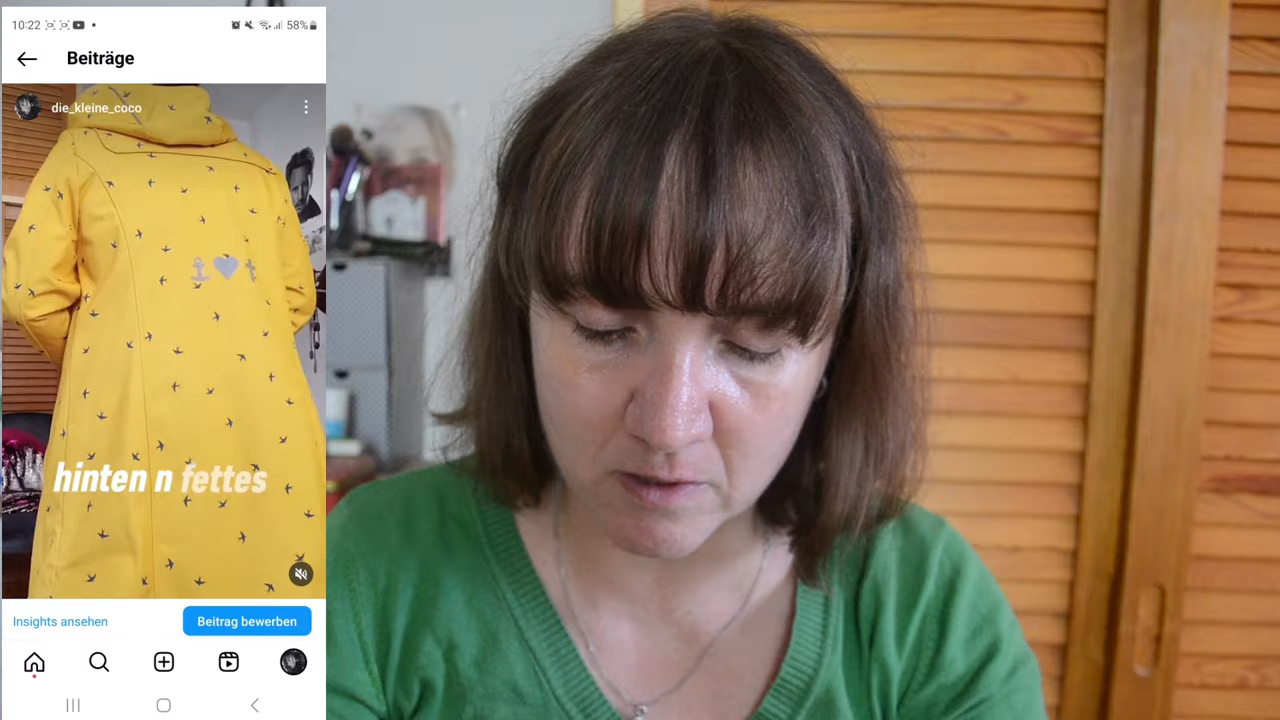 10:22
58%
Beiträge
die_kleine_coco
hinten n fettes
Insights ansehen
Beitrag bewerben